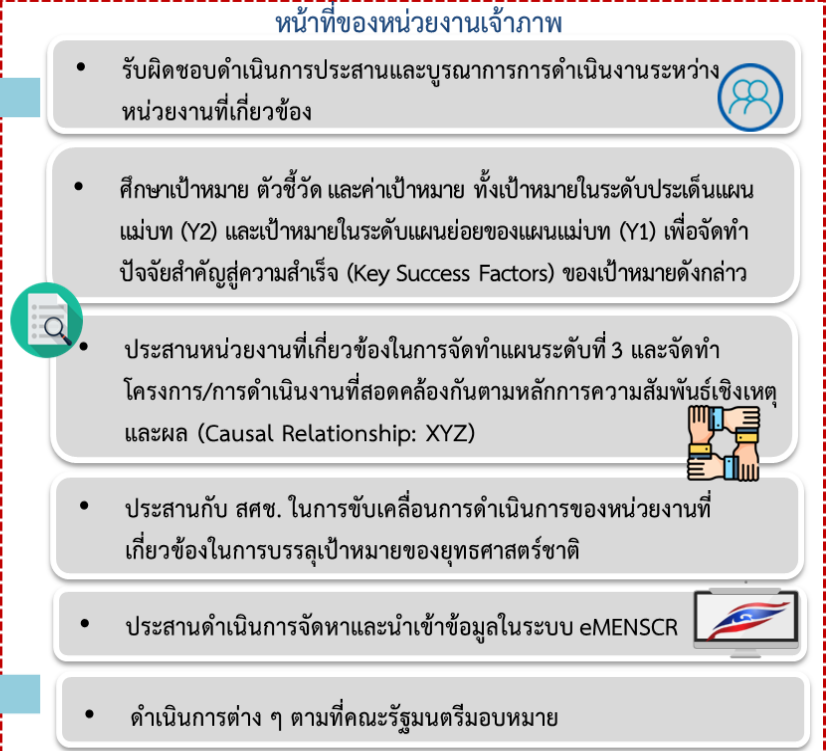 หน้าที่ของหน่วยงานเจ้าภาพ
• รับผิดชอบดำเนินการประสานและบูรณาการการดำเนินงานระหว่าง
หน่วยงานที่เกี่ยวข้อง
• ศึกษาเป้าหมาย ตัวชี้วัด และค่าเป้าหมาย ทั้งเป้าหมายในระดับประเด็นแผน
แม่บท (Y2) และเป้าหมายในระดับแผนย่อยของแผนแม่บท (Y1) เพื่อจัดทำ
ปัจจัยสำคัญสู่ความสำเร็จ (Key Success Factors) ของเป้าหมายดังกล่าว
• ประสานหน่วยงานที่เกี่ยวข้องในการจัดทำแผนระดับที่ 3 และจัดทำ
โครงการ/การดำเนินงานที่สอดคล้องกันตามหลักการความสัมพันธ์เชิงเหตุ
และผล (Causal Relationship: XYZ)
• ประสานกับ สศช. ในการขับเคลื่อนการดำเนินการของหน่วยงานที่
เกี่ยวข้องในการบรรลุเป้าหมายของยุทธศาสตร์ชาติ
• ประสานดำเนินการจัดหาและนำเข้าข้อมูลในระบบ eMENSCR
• ดำเนินการต่าง ๆ ตามที่คณะรัฐมนตรีมอบหมาย